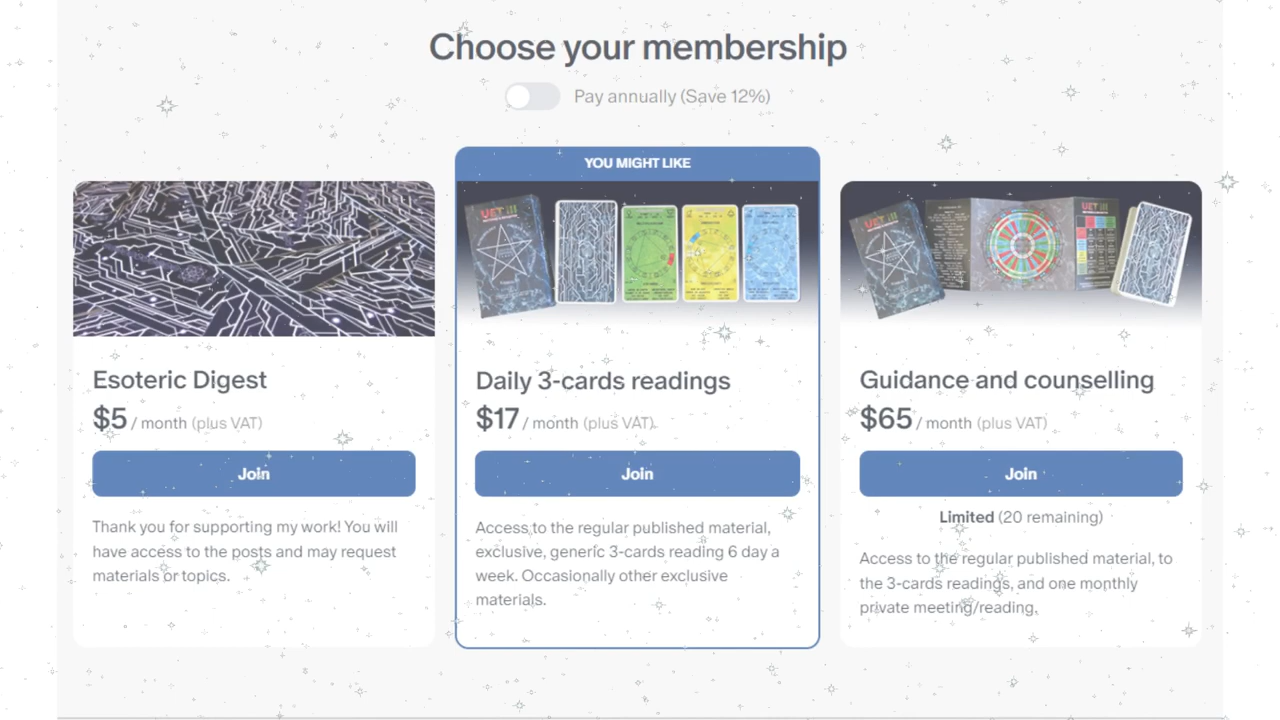 Choose your membership
Pay annually (Save 12%)
YOU MIGHT LIKE
Esoteric Digest
$5 / month (plus VAT)
Join
Thank you for supporting my work! You will
have access to the posts and may request
materials or topics.
Daily 3-cards readings
$17 / month (plus VAT)
Join
Access to the regular published material,
exclusive, generic 3-cards reading 6 day a
week. Occasionally other exclusive
materials.
Guidance and counselling
$65 / month (plus VAT)
Join
Limited (20 remaining)
Access to the regular published material, to
the 3-cards readings, and one monthly
private meeting/reading.